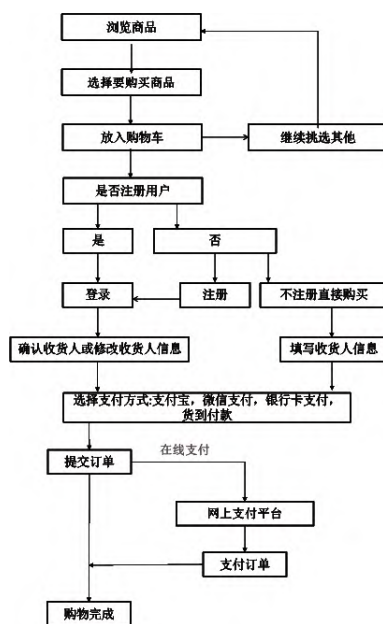 浏览商品
选择要购买商品
放入购物车
继续挑选其他
是否注册用户
是
否
登录
注册
不注册直接购买
确认收货人或修改收货人信息
填写收货人信息
选择支付方式:支付宝，微信支付，银行卡支付，
货到付款
提交订单
在线支付
网上支付平台
支付订单
购物完成